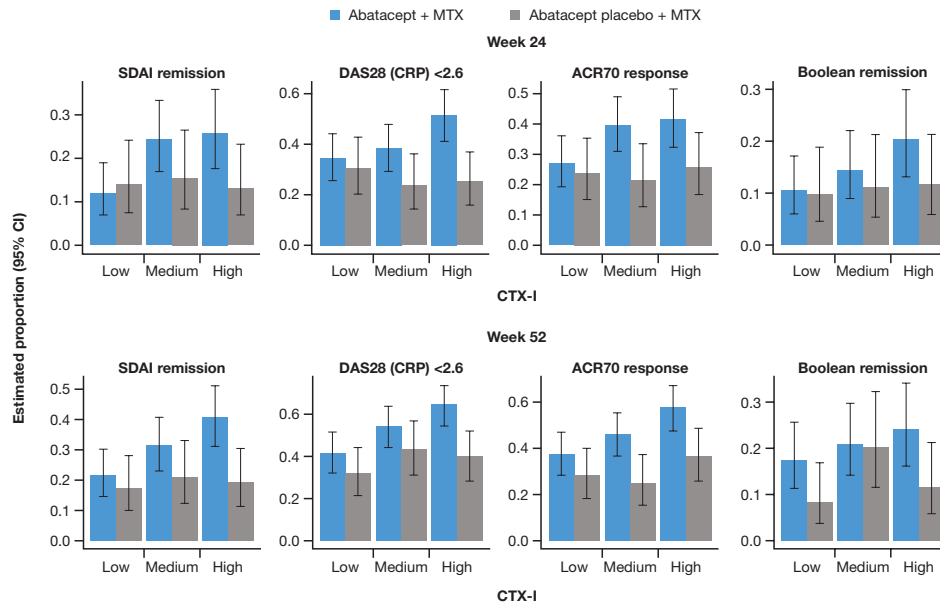 Abatacept + MTX Abatacept placebo + MTX
Week 24
SDAI remission DAS28 (CRP) <2.6 ACR70 response Boolean remission
0.3 0.2 0.1 0.0
0.6 0.4 0.2 0.0
0.5 0.4 0.3 0.2 0.1 0.0
0.3 0.2 0.1 0.0
Low Medium High Low Medium High Low Medium High Low Medium High
CTX-I
Estimated proportion (95% CI)
Week 52
SDAI remission DAS28 (CRP) <2.6 ACR70 response Boolean remission
0.5 0.4 0.3 0.2 0.1 0.0
0.6 0.4 0.2 0.0
0.6 0.4 0.2 0.0
0.3 0.2 0.1 0.0
Low Medium High Low Medium High Low Medium High Low Medium High
CTX-I